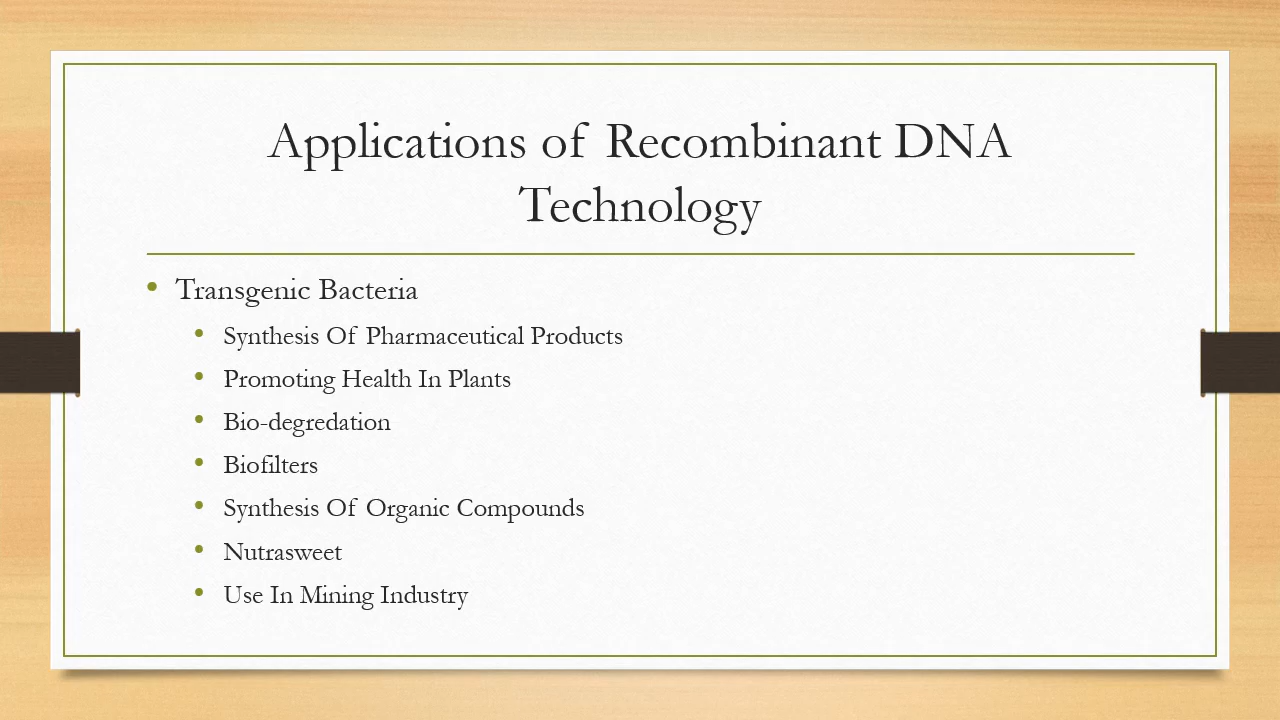 Applications of Recombinant DNA
Technology
• Transgenic Bacteria
• Synthesis Of Pharmaceutical Products
• Promoting Health In Plants
• Bio-degredation
• Biofilters
• Synthesis Of Organic Compounds
• Nutrasweet
• Use In Mining Industry